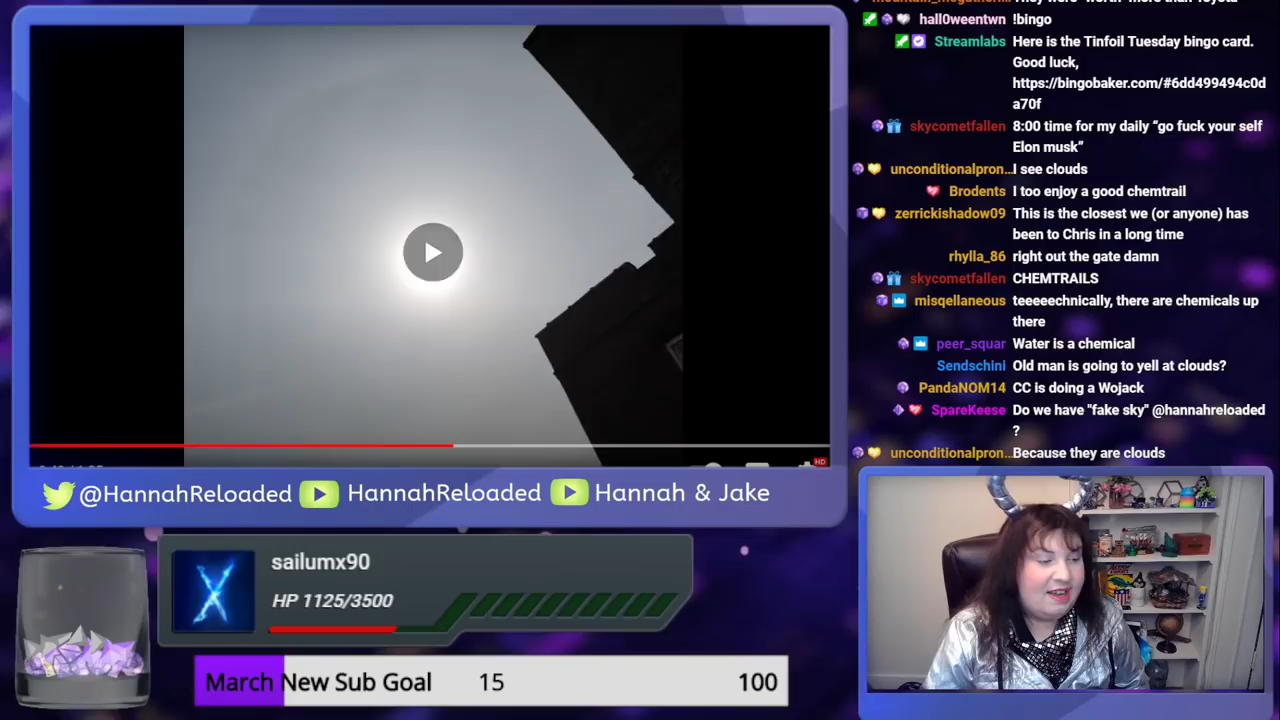 hall0weentwn !bingo
Streamlabs Here is the Tinfoil Tuesday bingo card.
Good luck,
https://bingobaker.com/#6dd499494c0d
a70f
skycometfallen 8:00 time for my daily “go fuck your self
Elon musk”
unconditionalpron... I see clouds
Brodents I too enjoy a good chemtrail
zerrickishadow09 This is the closest we (or anyone) has
been to Chris in a long time
rhylla_86 right out the gate damn
skycometfallen CHEMTRAILS
misqellaneous teeeeechnically, there are chemicals up
there
peer_squar Water is a chemical
Sendschini Old man is going to yell at clouds?
PandaNOM14 CC is doing a Wojack
SpareKeese Do we have "fake sky" @hannahreloaded
?
unconditionalpron... Because they are clouds
HD
@HannahReloaded HannahReloaded Hannah & Jake
sailumx90
HP 1125/3500
March New Sub Goal 15 100